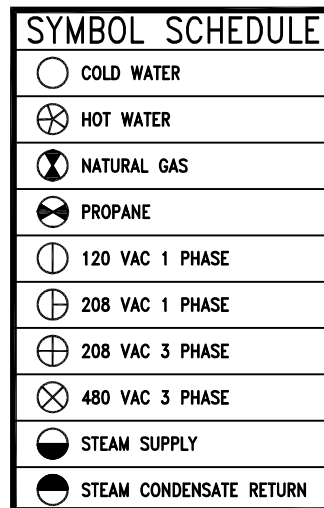 SYMBOL SCHEDULE
COLD WATER
HOT WATER
NATURAL GAS
PROPANE
120 VAC 1 PHASE
208 VAC 1 PHASE
208 VAC 3 PHASE
480 VAC 3 PHASE
STEAM SUPPLY
STEAM CONDENSATE RETURN